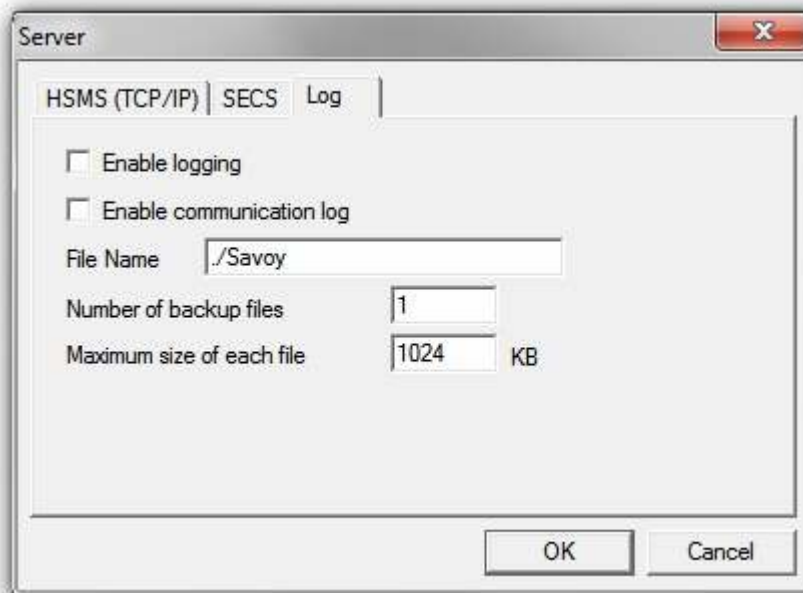 Server
HSMS (TCP/IP) SECS Log
Enable logging
Enable communication log
File Name ./Savoy
Number of backup files 1
Maximum size of each file 1024 KB
OK Cancel